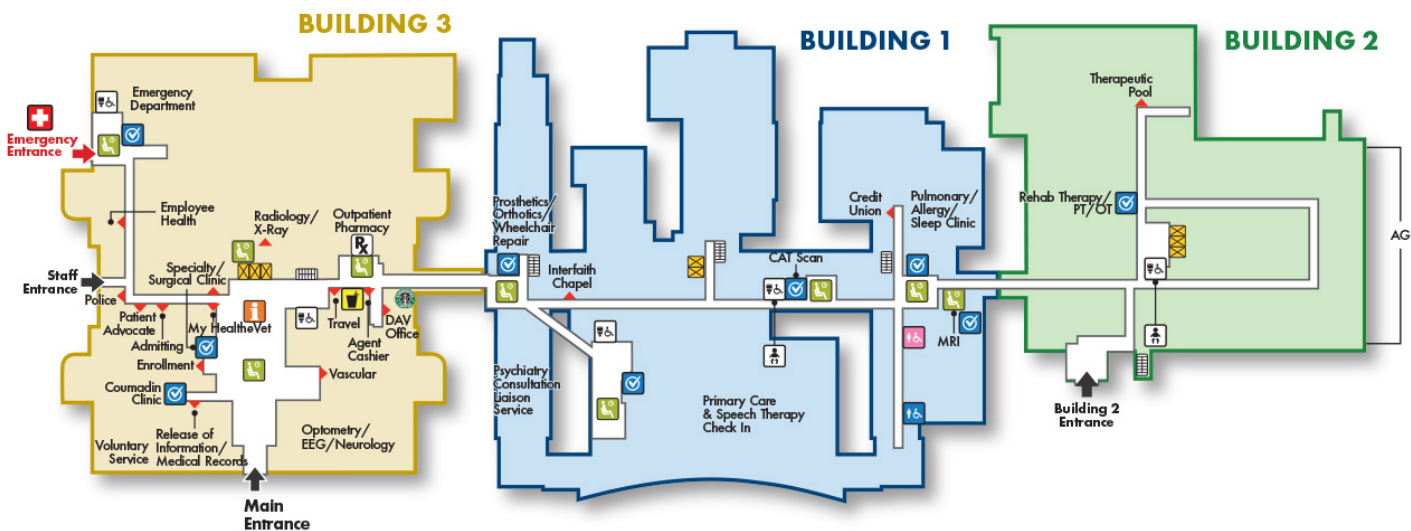 BUILDING 3
BUILDING 1
BUILDING 2
Emergency
Department
Emergency
Entrance
Employee
Health
Radiology/
X-Ray
Outpatient
Pharmacy
Rx
Staff
Entrance
Specialty/
Surgical Clinic
Police
Patient
Advocate
My HealtheVet
Admitting
Enrollment
Coumadin
Clinic
Voluntary
Service
Release of
Information/
Medical Records
Travel
Agent
Cashier
DAV
Office
Vascular
Optometry/
EEG/Neurology
Main
Entrance
Prosthetics/
Orthotics/
Wheelchair
Repair
Interfaith
Chapel
CAT Scan
Credit
Union
Pulmonary/
Allergy/
Sleep Clinic
MRI
Psychiatry
Consultation
Liaison
Service
Primary Care
& Speech Therapy
Check In
Therapeutic
Pool
Rehab Therapy/
PT/OT
Building 2
Entrance
AG